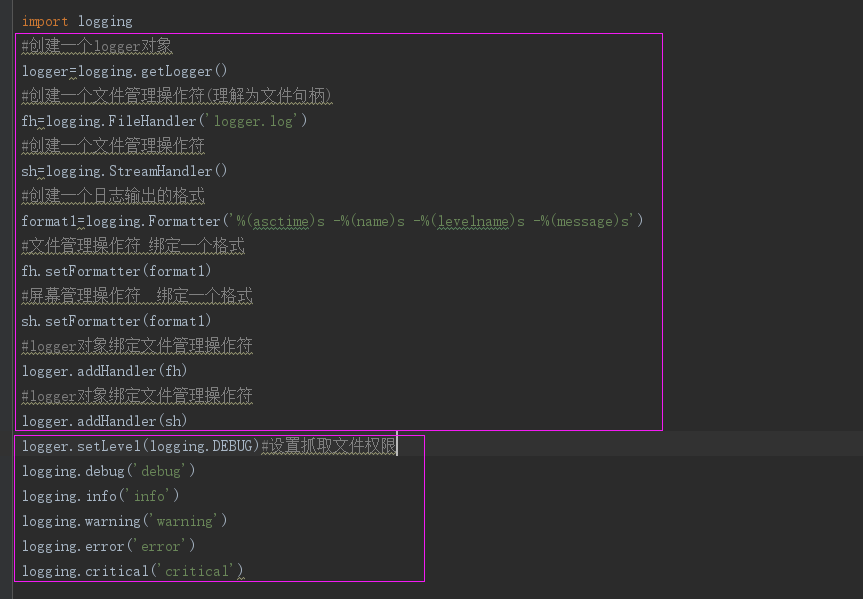 import logging
#创建一个logger对象
logger=logging.getLogger()
#创建一个文件管理操作符(理解为文件句柄)
fh=logging.FileHandler('logger.log')
#创建一个文件管理操作符
sh=logging.StreamHandler()
#创建一个日志输出的格式
format1=logging.Formatter('%(asctime)s -%(name)s -%(levelname)s -%(message)s')
#文件管理操作符 绑定一个格式
fh.setFormatter(format1)
#屏幕管理操作符  绑定一个格式
sh.setFormatter(format1)
#logger对象绑定文件管理操作符
logger.addHandler(fh)
#logger对象绑定文件管理操作符
logger.addHandler(sh)
logger.setLevel(logging.DEBUG)#设置抓取文件权限
logging.debug('debug')
logging.info('info')
logging.warning('warning')
logging.error('error')
logging.critical('critical')